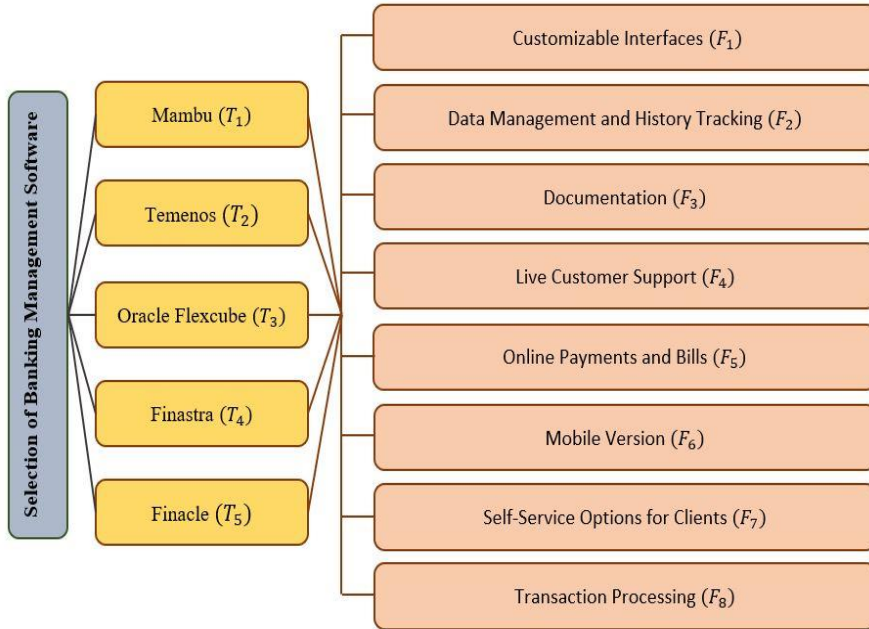 Selection of Banking Management Software
Mambu (T₁)
Temenos (T₂)
Oracle Flexcube (T₃)
Finastra (T₄)
Finacle (T₅)
Customizable Interfaces (F₁)
Data Management and History Tracking (F₂)
Documentation (F₃)
Live Customer Support (F₄)
Online Payments and Bills (F₅)
Mobile Version (F₆)
Self-Service Options for Clients (F₇)
Transaction Processing (F₈)